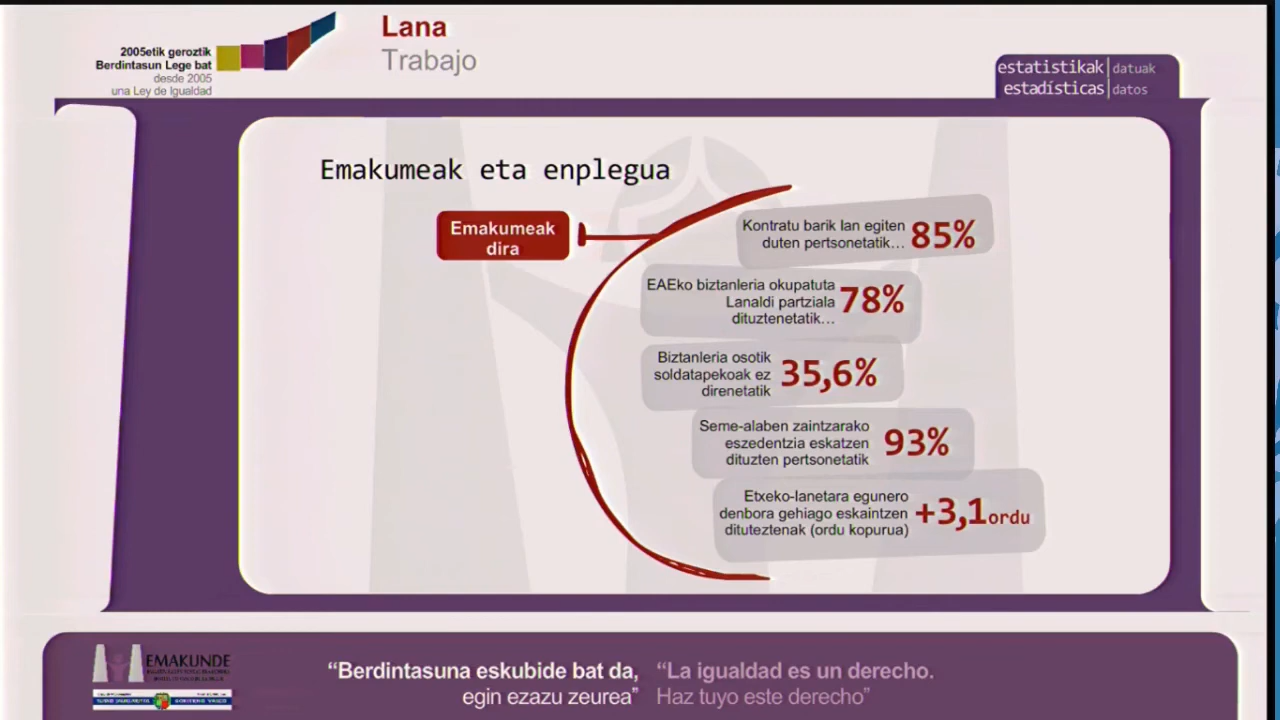 2005etik geroztik
Berdintasun Lege bat
desde 2005
una Ley de Igualdad
Lana
Trabajo
estatistikak datuak
estadísticas datos
Emakumeak eta enplegua
Emakumeak
dira
Kontratu barik lan egiten
duten pertsonetatik... 85%
EAEko biztanleria okupatuta
Lanaldi partziala
dituztenetatik... 78%
Biztanleria osotik
soldatapekoak ez
direnetatik 35,6%
Seme-alaben zaintzarako
eszedentzia eskatzen
dituzten pertsonetatik 93%
Etxeko-lanetara egunero
denbora gehiago eskaintzen
dituteztenak (ordu kopurua) +3,1ordu
EMAKUNDE
“Berdintasuna eskubide bat da,
egin ezazu zeurea”
“La igualdad es un derecho.
Haz tuyo este derecho”